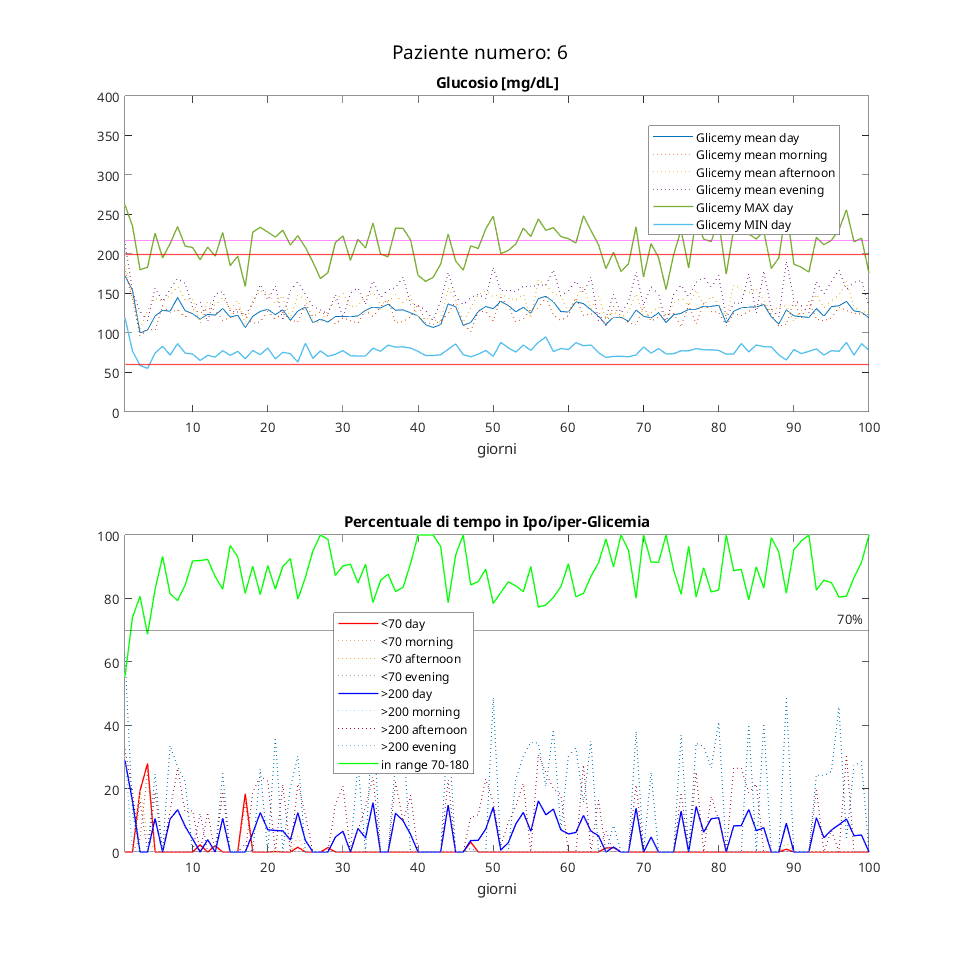 Paziente numero: 6
Glucosio [mg/dL]
400
350
300
250
200
150
100
50
0
Glicemy mean day
Glicemy mean morning
Glicemy mean afternoon
Glicemy mean evening
Glicemy MAX day
Glicemy MIN day
10 20 30 40 50 60 70 80 90 100
giorni
Percentuale di tempo in Ipo/iper-Glicemia
100
80
60
40
20
0
70%
<70 day
<70 morning
<70 afternoon
<70 evening
>200 day
>200 morning
>200 afternoon
>200 evening
in range 70-180
10 20 30 40 50 60 70 80 90 100
giorni